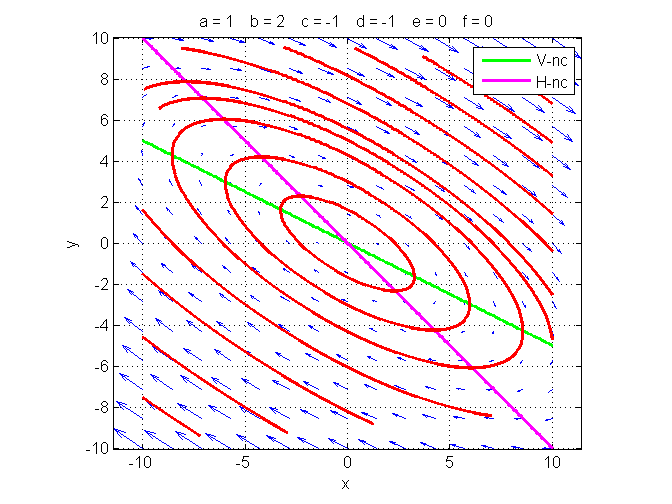 a = 1 b = 2 c = -1 d = -1 e = 0 f = 0
10
8
6
4
2
0
-2
-4
-6
-8
-10
y
V-nc
H-nc
-10 -5 0 5 10
x